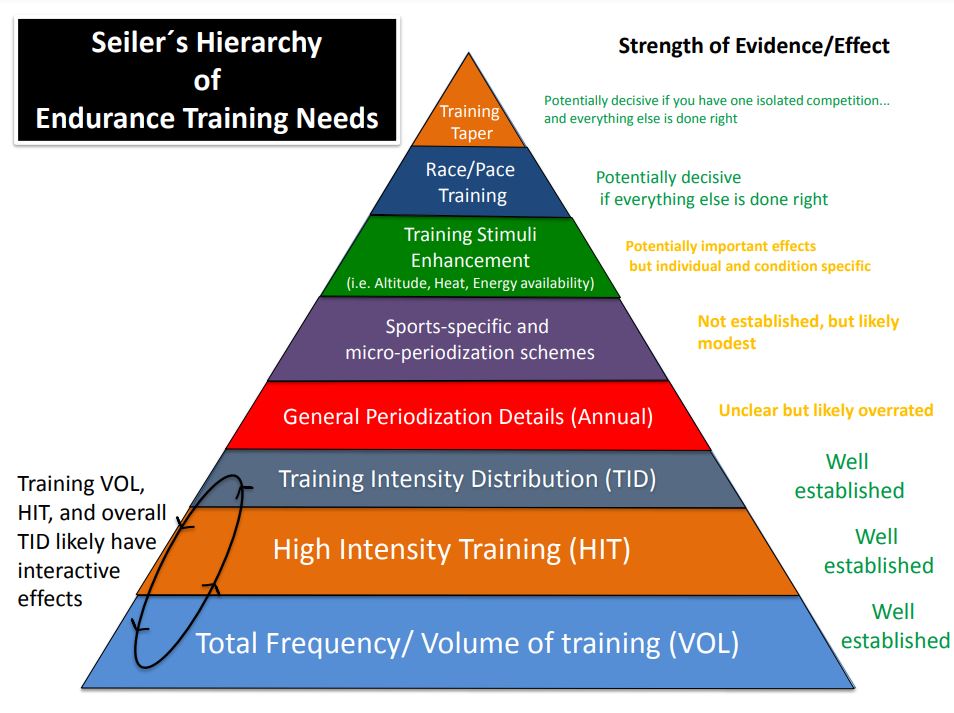 Seiler´s Hierarchy
of
Endurance Training Needs
Strength of Evidence/Effect
Training
Taper
Potentially decisive if you have one isolated competition...
and everything else is done right
Race/Pace
Training
Potentially decisive
if everything else is done right
Training Stimuli
Enhancement
(i.e. Altitude, Heat, Energy availability)
Potentially important effects
but individual and condition specific
Sports-specific and
micro-periodization schemes
Not established, but likely
modest
General Periodization Details (Annual)
Unclear but likely overrated
Training Intensity Distribution (TID)
Well
established
High Intensity Training (HIT)
Well
established
Total Frequency/ Volume of training (VOL)
Well
established
Training VOL,
HIT, and overall
TID likely have
interactive
effects